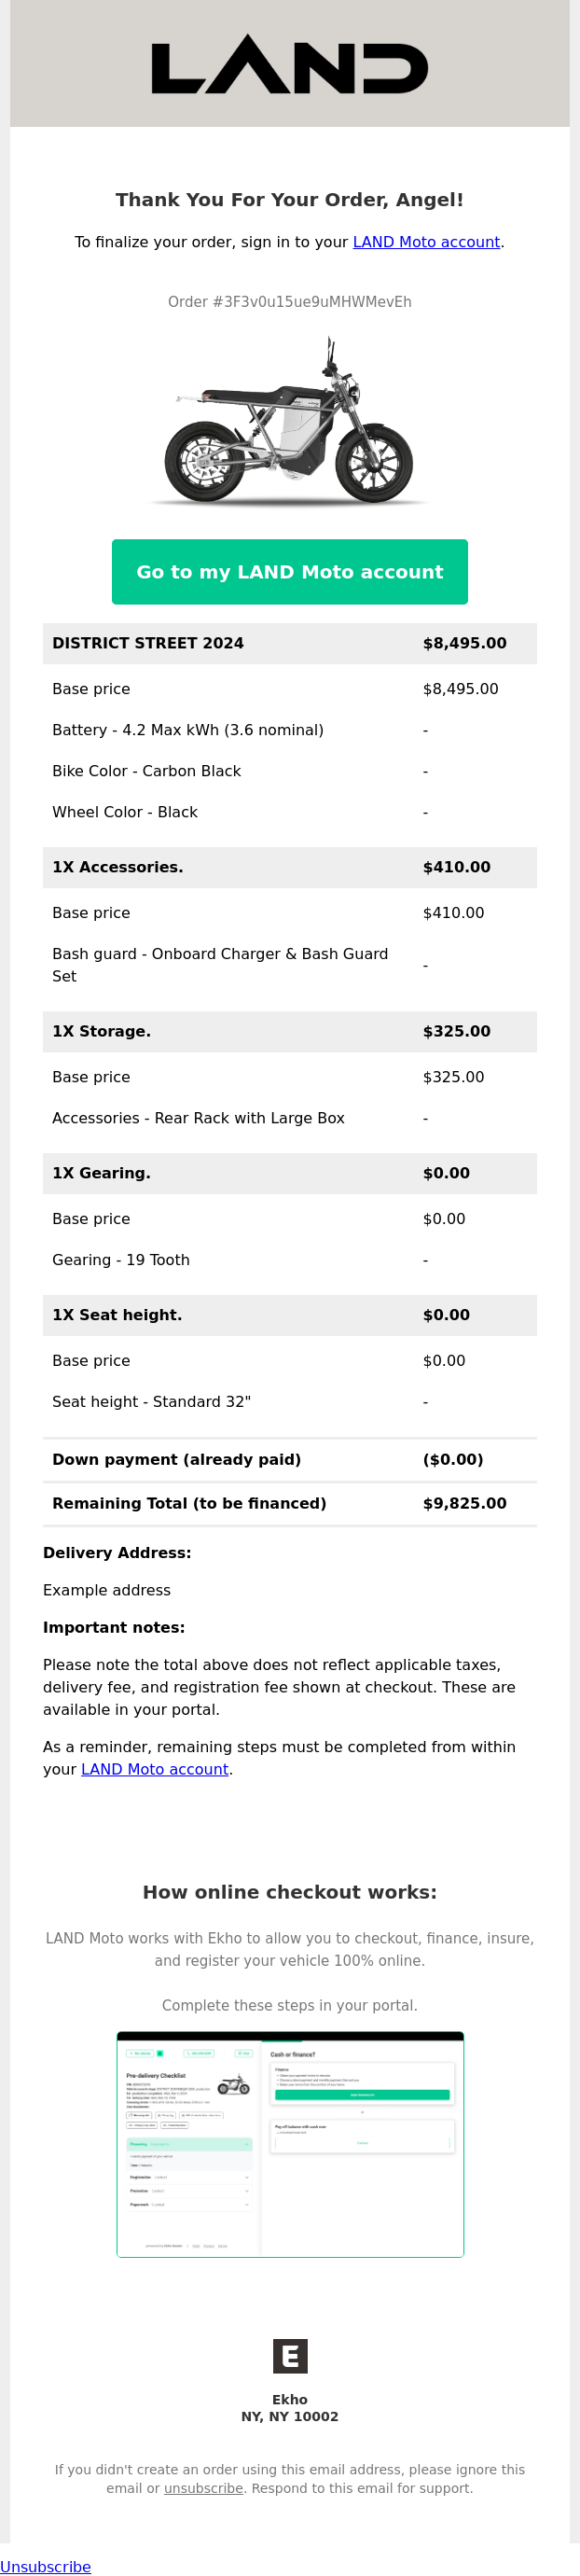 LAND
Thank You For Your Order, Angel!
To finalize your order, sign in to your LAND Moto account.
Order #3F3v0u15ue9uMHWMevEh
Go to my LAND Moto account
DISTRICT STREET 2024 $8,495.00
Base price $8,495.00
Battery - 4.2 Max kWh (3.6 nominal) -
Bike Color - Carbon Black -
Wheel Color - Black -
1X Accessories. $410.00
Base price $410.00
Bash guard - Onboard Charger & Bash Guard
Set -
1X Storage. $325.00
Base price $325.00
Accessories - Rear Rack with Large Box -
1X Gearing. $0.00
Base price $0.00
Gearing - 19 Tooth -
1X Seat height. $0.00
Base price $0.00
Seat height - Standard 32" -
Down payment (already paid) ($0.00)
Remaining Total (to be financed) $9,825.00
Delivery Address:
Example address
Important notes:
Please note the total above does not reflect applicable taxes,
delivery fee, and registration fee shown at checkout. These are
available in your portal.
As a reminder, remaining steps must be completed from within
your LAND Moto account.
How online checkout works:
LAND Moto works with Ekho to allow you to checkout, finance, insure,
and register your vehicle 100% online.
Complete these steps in your portal.
Pre-delivery Checklist
Cash or finance?
Finance
Pay off balance with cash now
Financing
Registration
Promotion
Paperwork
E
Ekho
NY, NY 10002
If you didn't create an order using this email address, please ignore this
email or unsubscribe. Respond to this email for support.
Unsubscribe